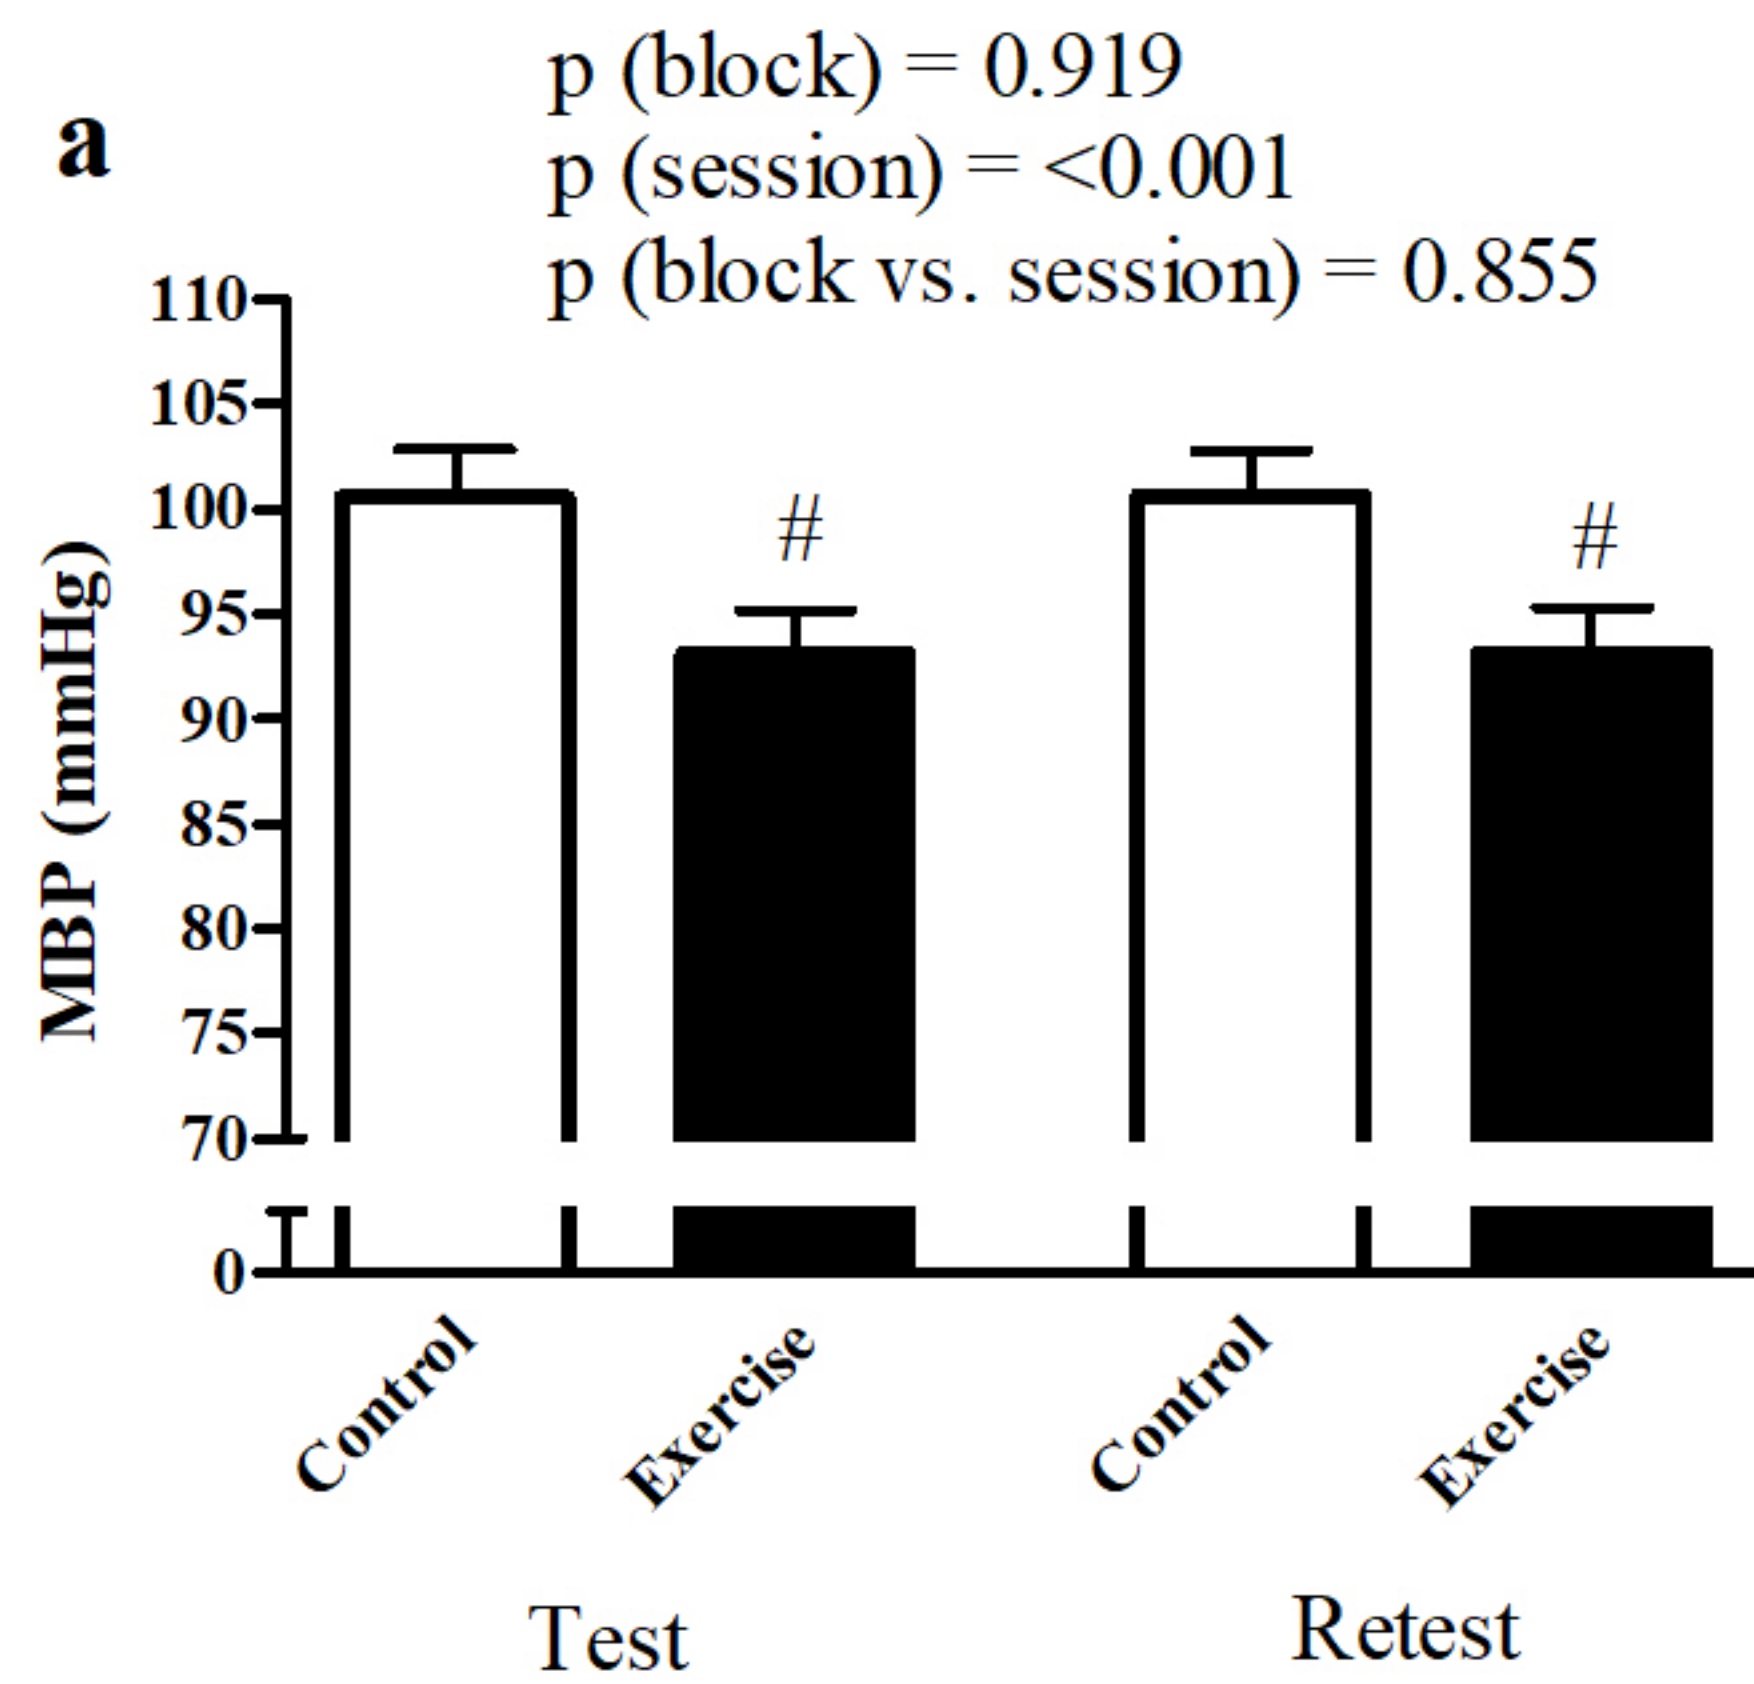 p (block) = 0.919
a
p (session) = <0.001
p (block vs. session) = 0.855
110
105
100
95
90
85
80
75
70
0
MBP (mmHg)
#
#
Control
Exercise
Control
Exercise
Test
Retest